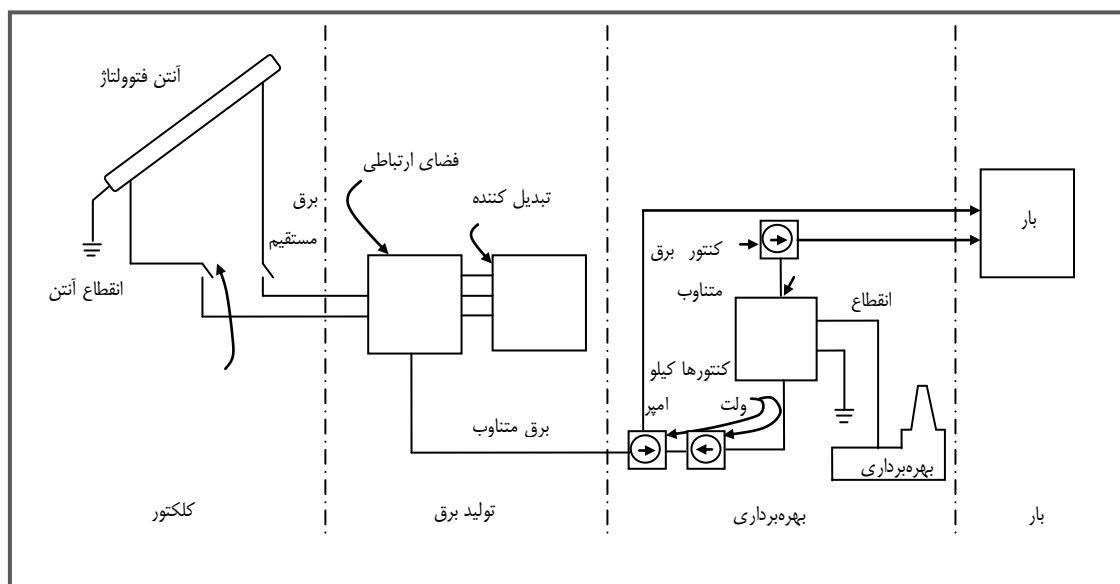 آنتن فتوولتاژ
انقطاع آنتن
برق
مستقیم
فضای ارتباطی
تبدیل کننده
برق متناوب
کنتور برق
متناوب
انقطاع
کنتورها کیلو
ولت امپر
بهره‌برداری
بار
کلکتور
تولید برق
بهره‌برداری
بار